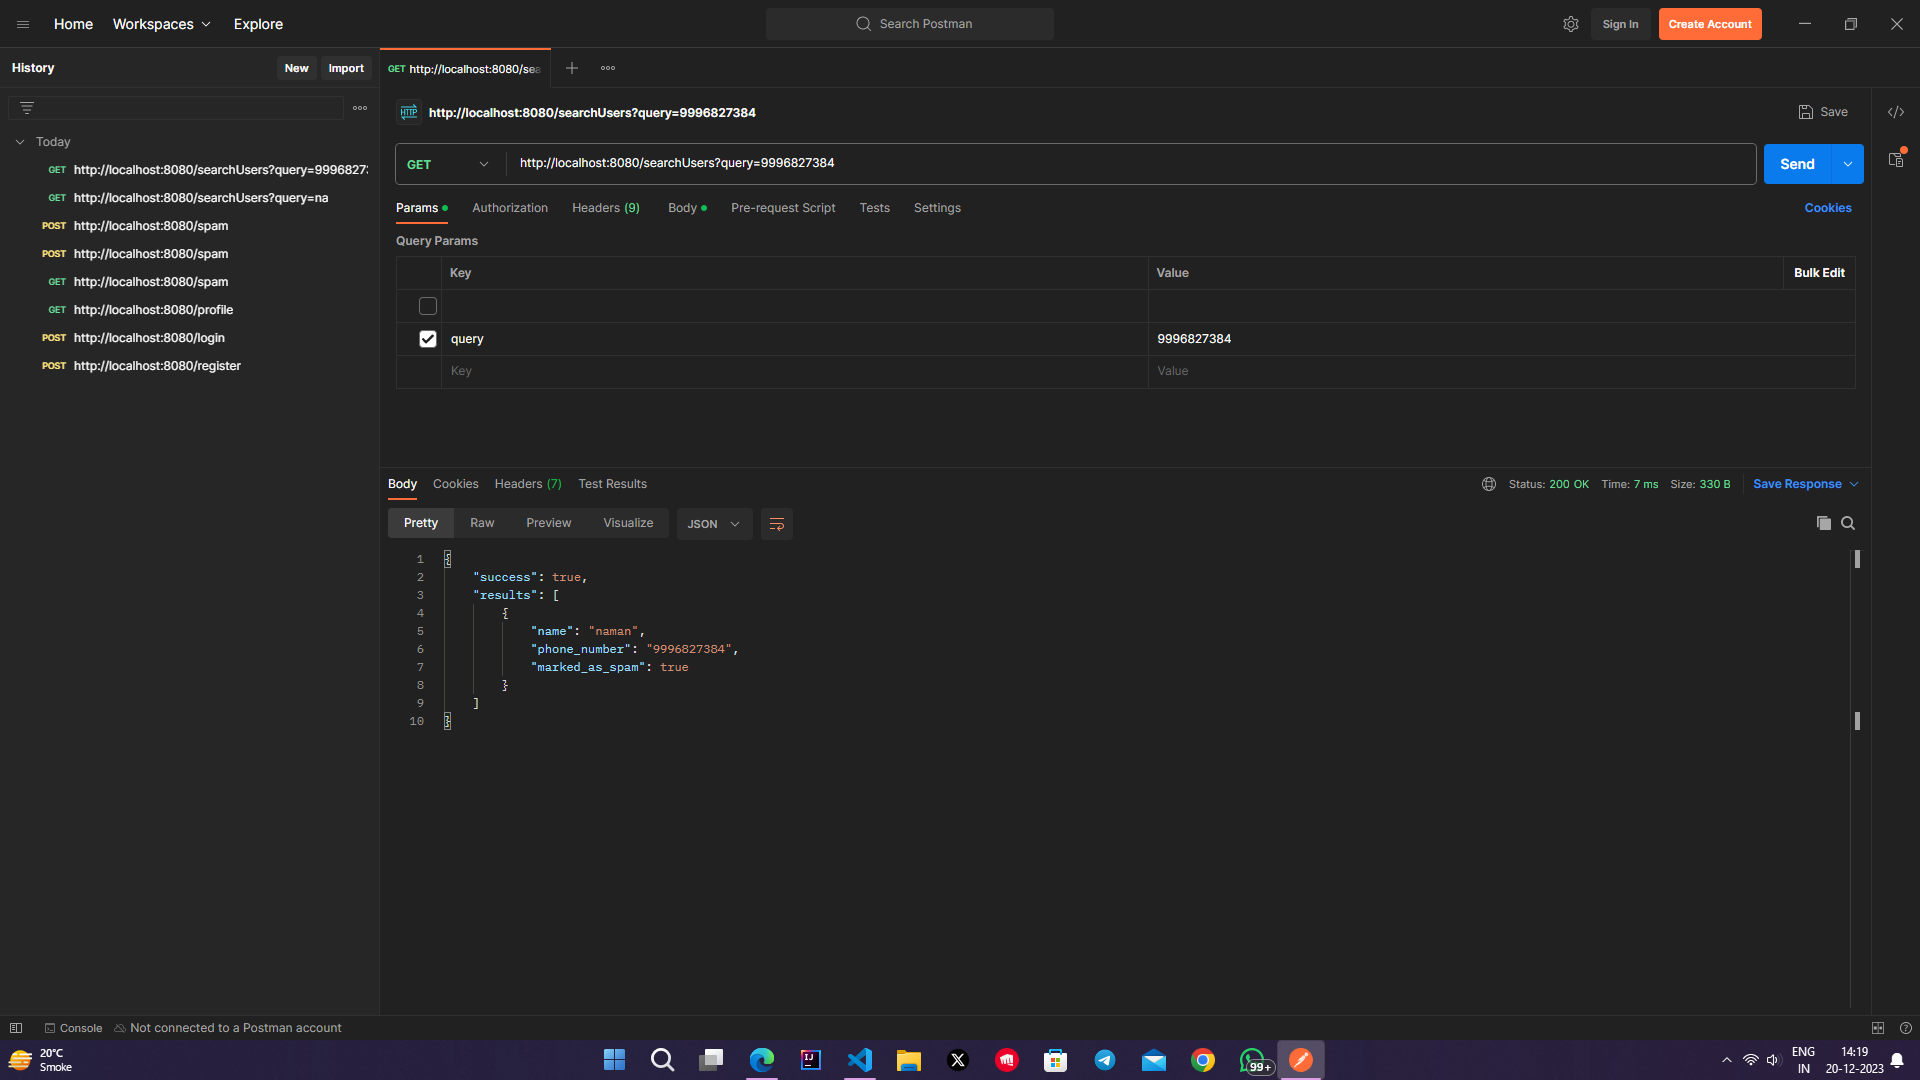 Home Workspaces Explore
Search Postman
Sign In Create Account
History New Import
GET http://localhost:8080/sea
HTTP http://localhost:8080/searchUsers?query=9996827384
Save
Today
GET http://localhost:8080/searchUsers?query=9996827
GET http://localhost:8080/searchUsers?query=na
POST http://localhost:8080/spam
POST http://localhost:8080/spam
GET http://localhost:8080/spam
GET http://localhost:8080/profile
POST http://localhost:8080/login
POST http://localhost:8080/register
GET http://localhost:8080/searchUsers?query=9996827384 Send
Params Authorization Headers (9) Body Pre-request Script Tests Settings Cookies
Query Params
Key Value Bulk Edit
query 9996827384
Key Value
Body Cookies Headers (7) Test Results Status: 200 OK Time: 7 ms Size: 330 B Save Response
Pretty Raw Preview Visualize JSON
1 {
2 "success": true,
3 "results": [
4 {
5 "name": "naman",
6 "phone_number": "9996827384",
7 "marked_as_spam": true
8 }
9 ]
10 }
Console Not connected to a Postman account
20°C
Smoke
IJ
99+
ENG
IN
14:19
20-12-2023